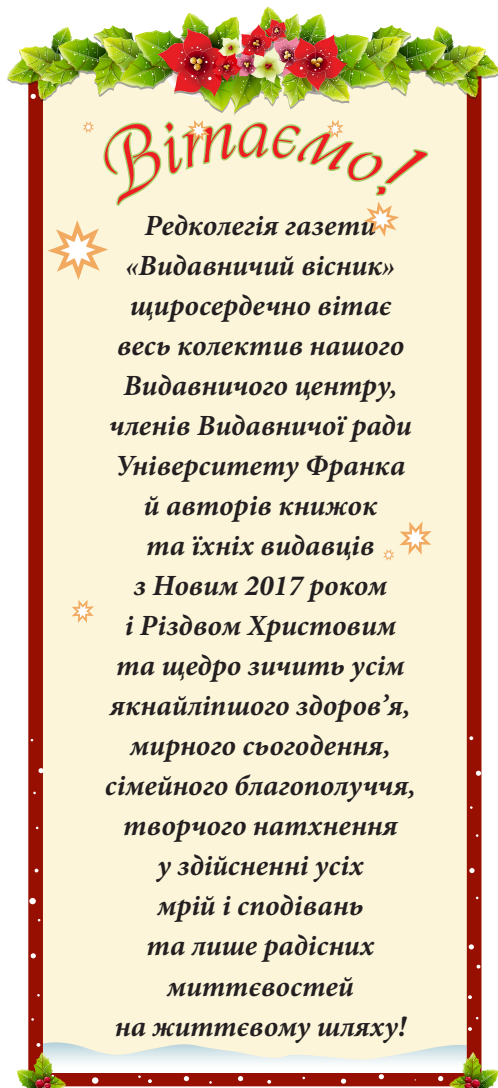 Вітаємо!
Редколегія газети
«Видавничий вісник»
щиросердечно вітає
весь колектив нашого
Видавничого центру,
членів Видавничої ради
Університету Франка
й авторів книжок
та їхніх видавців
з Новим 2017 роком
і Різдвом Христовим
та щедро зичить усім
якнайліпшого здоров’я,
мирного сьогодення,
сімейного благополуччя,
творчого натхнення
у здійсненні усіх
мрій і сподівань
та лише радісних
миттєвостей
на життєвому шляху!